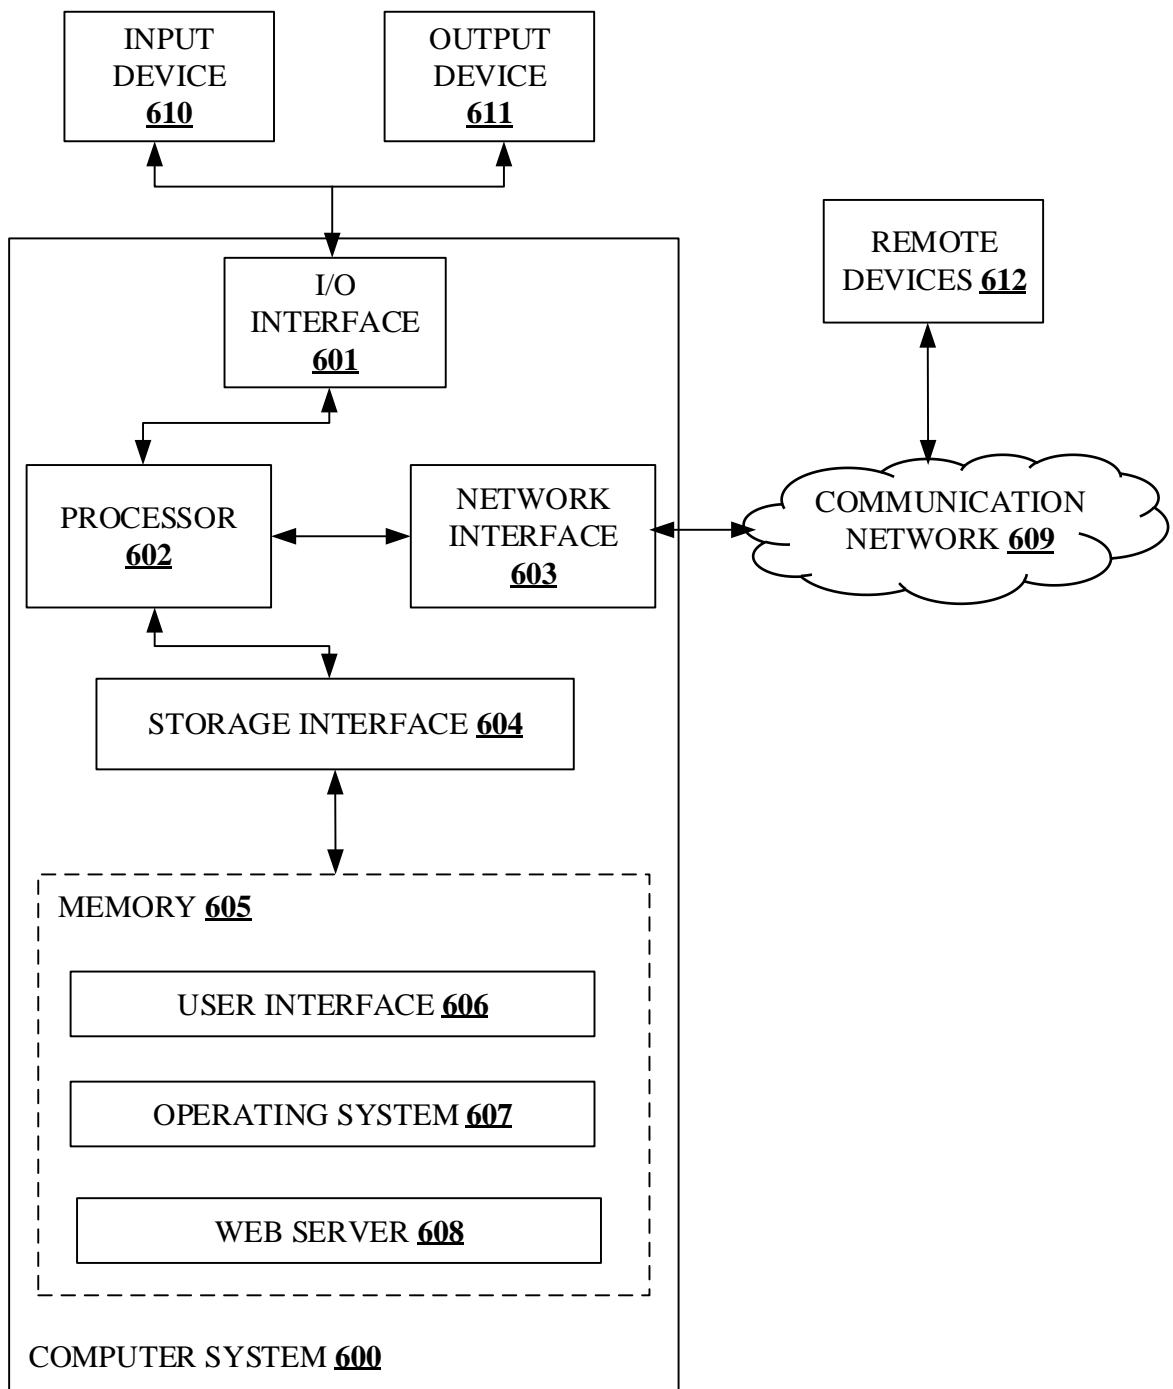 INPUT
DEVICE
610
OUTPUT
DEVICE
611
REMOTE
DEVICES 612
I/O
INTERFACE
601
PROCESSOR
602
NETWORK
INTERFACE
603
COMMUNICATION
NETWORK 609
STORAGE INTERFACE 604
MEMORY 605
USER INTERFACE 606
OPERATING SYSTEM 607
WEB SERVER 608
COMPUTER SYSTEM 600